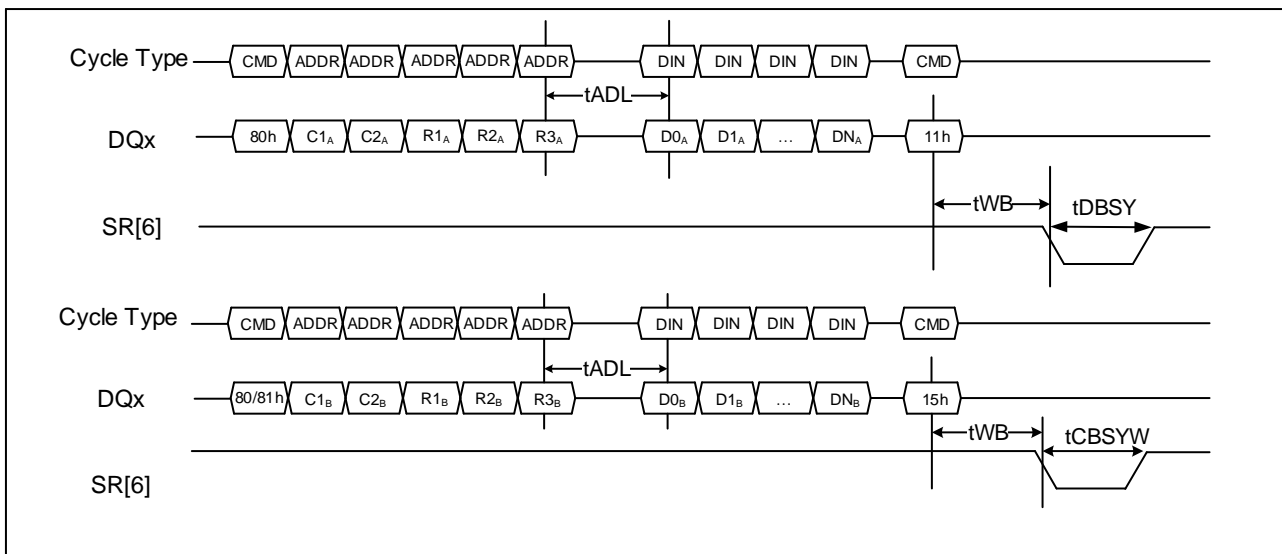 Cycle Type CMD ADDR ADDR ADDR ADDR ADDR DIN DIN DIN DIN CMD
tADL
DQx 80h C1A C2A R1A R2A R3A D0A D1A ... DNA 11h
tWB tDBSY
SR[6]
Cycle Type CMD ADDR ADDR ADDR ADDR ADDR DIN DIN DIN DIN CMD
tADL
DQx 80/81h C1B C2B R1B R2B R3B D0B D1B ... DNB 15h
tWB tCBSYW
SR[6]